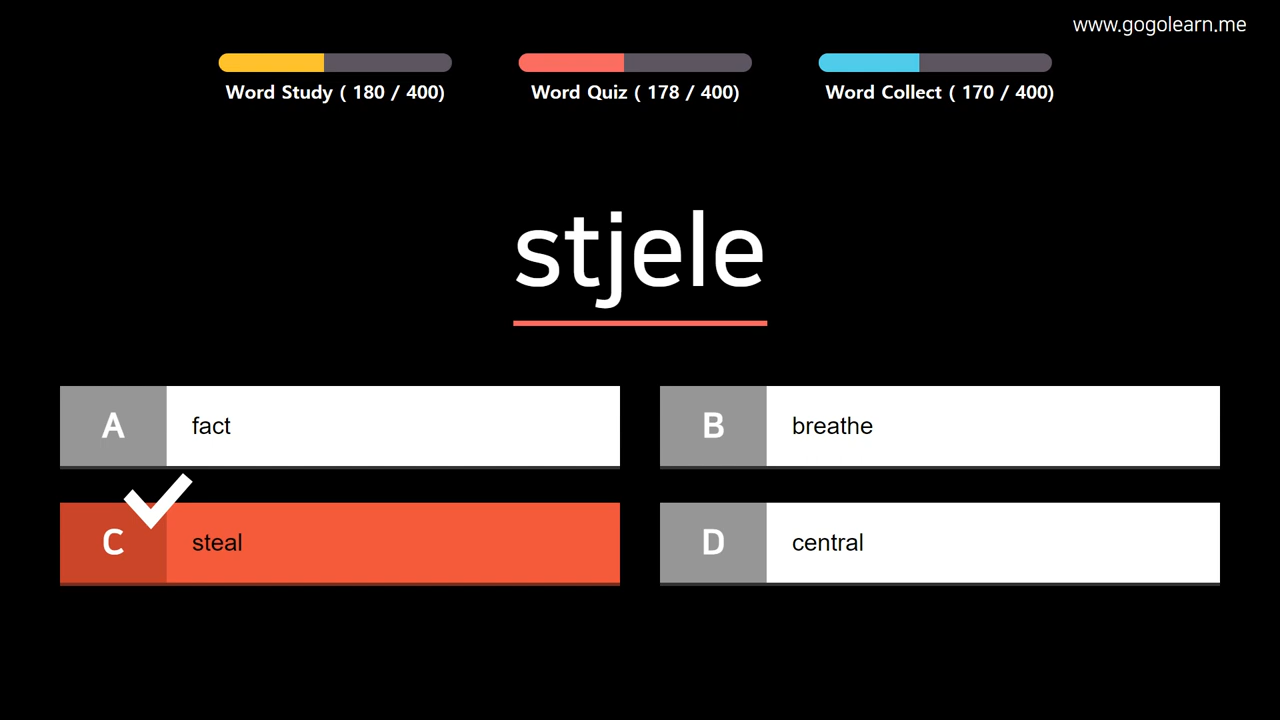 www.gogolearn.me
Word Study ( 180 / 400)
Word Quiz ( 178 / 400)
Word Collect ( 170 / 400)
stjele
A fact
B breathe
C steal
D central